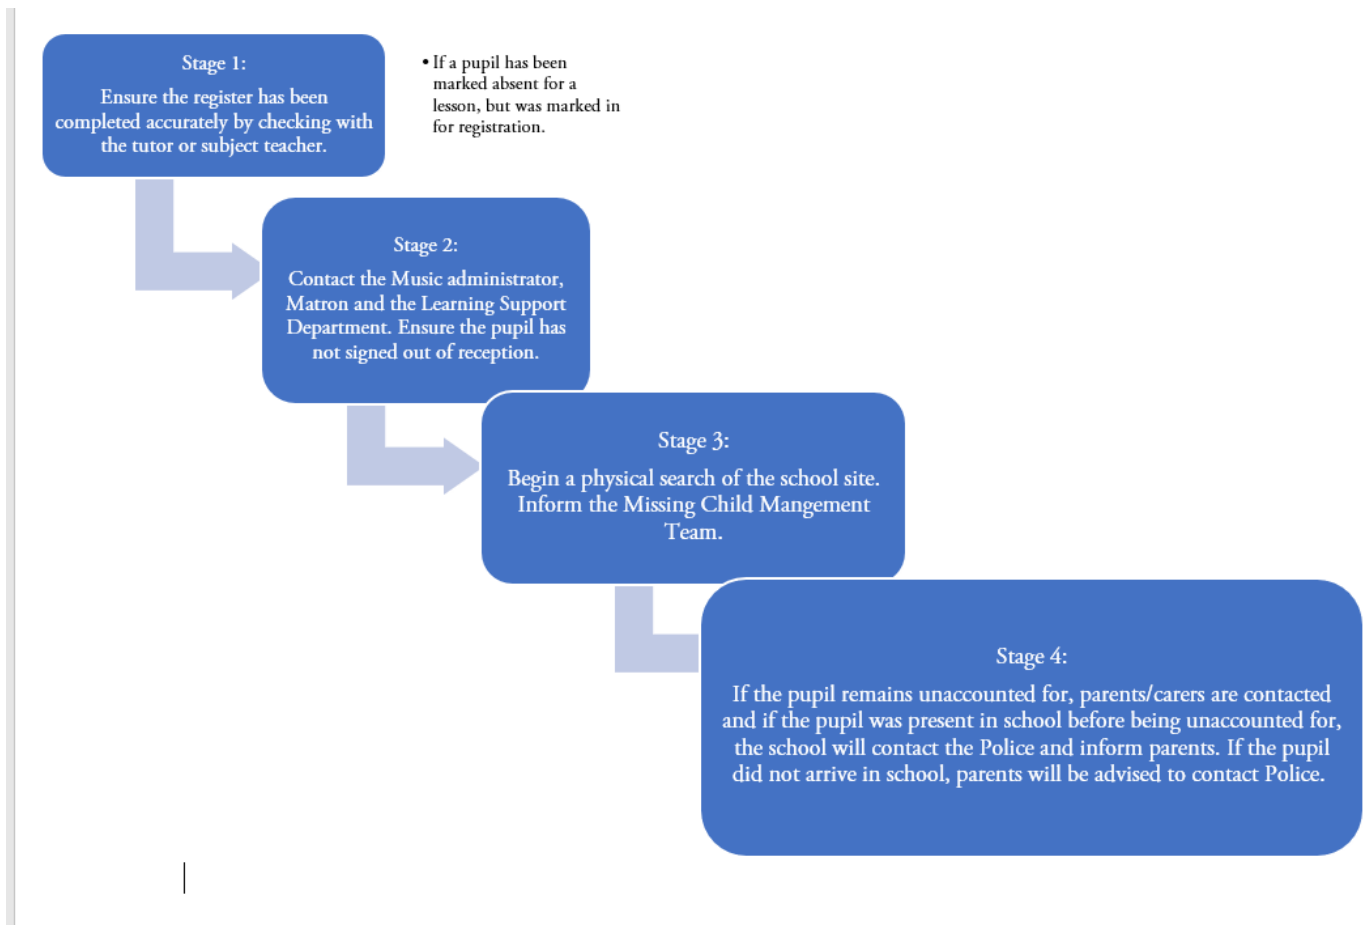 Stage 1:
Ensure the register has been
completed accurately by checking with
the tutor or subject teacher.
• If a pupil has been
marked absent for a
lesson, but was marked in
for registration.
Stage 2:
Contact the Music administrator,
Matron and the Learning Support
Department. Ensure the pupil has
not signed out of reception.
Stage 3:
Begin a physical search of the school site.
Inform the Missing Child Mangement
Team.
Stage 4:
If the pupil remains unaccounted for, parents/carers are contacted
and if the pupil was present in school before being unaccounted for,
the school will contact the Police and inform parents. If the pupil
did not arrive in school, parents will be advised to contact Police.